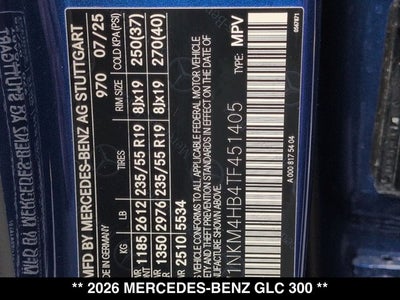 MFD BY MERCEDES-BENZ AG STUTTGART
970 07/25
KG LB TIRES RIM SIZE COLD KPA(PSI)
1185 2612 235/55 R19 8Jx19 250(37)
1350 2976 235/55 R19 8Jx19 270(40)
2510 5534
THIS VEHICLE CONFORMS TO ALL APPLICABLE FEDERAL MOTOR VEHICLE
SAFETY, BUMPER, AND THEFT PREVENTION STANDARDS IN EFFECT ON THE
DATE OF MANUFACTURE SHOWN ABOVE.
1NKM4HB4TF451405 TYPE: MPV
A 000 817 54 04
** 2026 MERCEDES-BENZ GLC 300 **